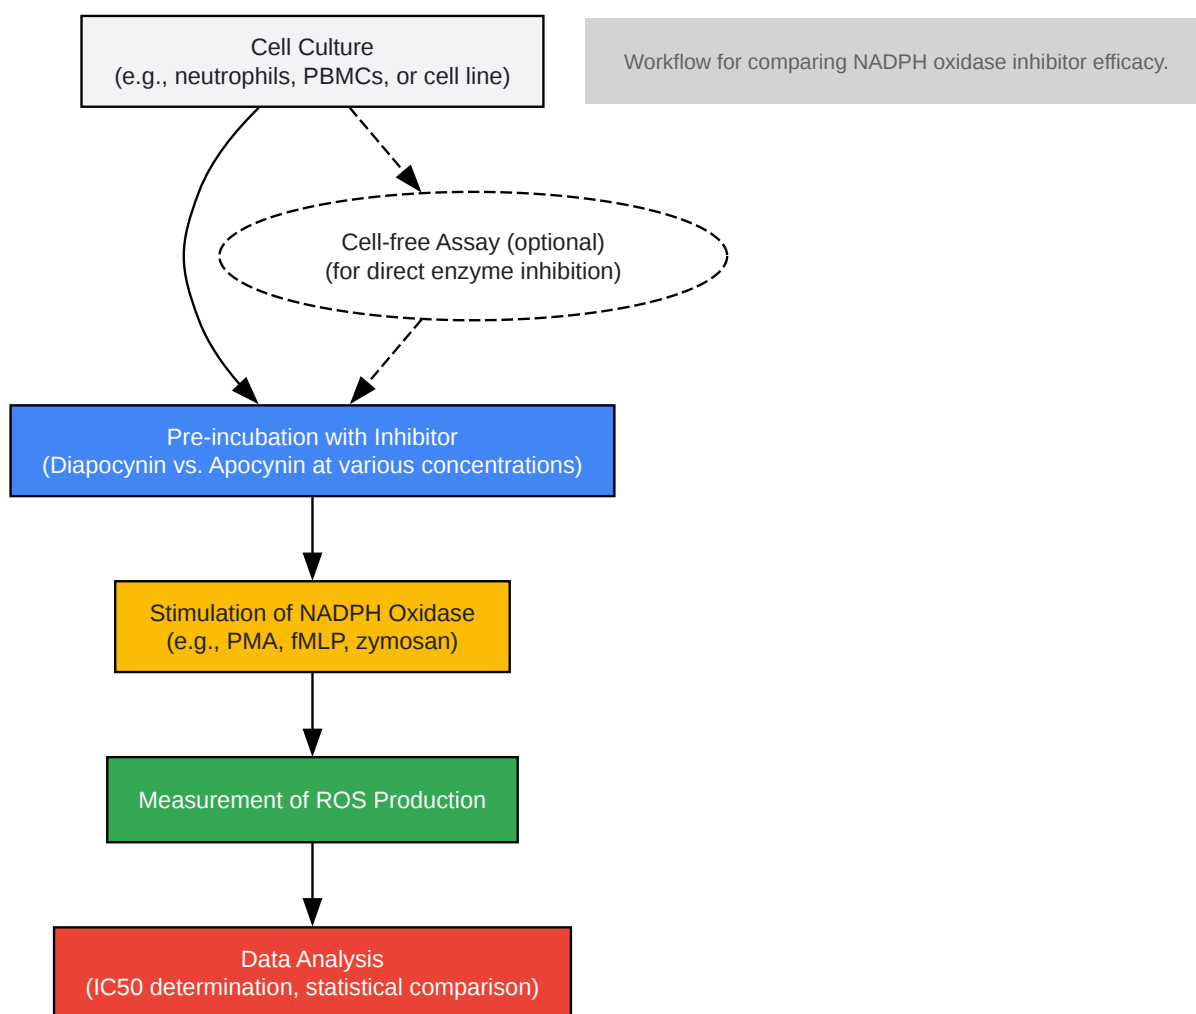 Cell Culture
(e.g., neutrophils, PBMCs, or cell line)
Workflow for comparing NADPH oxidase inhibitor efficacy.
Cell-free Assay (optional)
(for direct enzyme inhibition)
Pre-incubation with Inhibitor
(Diapocynin vs. Apocynin at various concentrations)
Stimulation of NADPH Oxidase
(e.g., PMA, fMLP, zymosan)
Measurement of ROS Production
Data Analysis
(IC50 determination, statistical comparison)